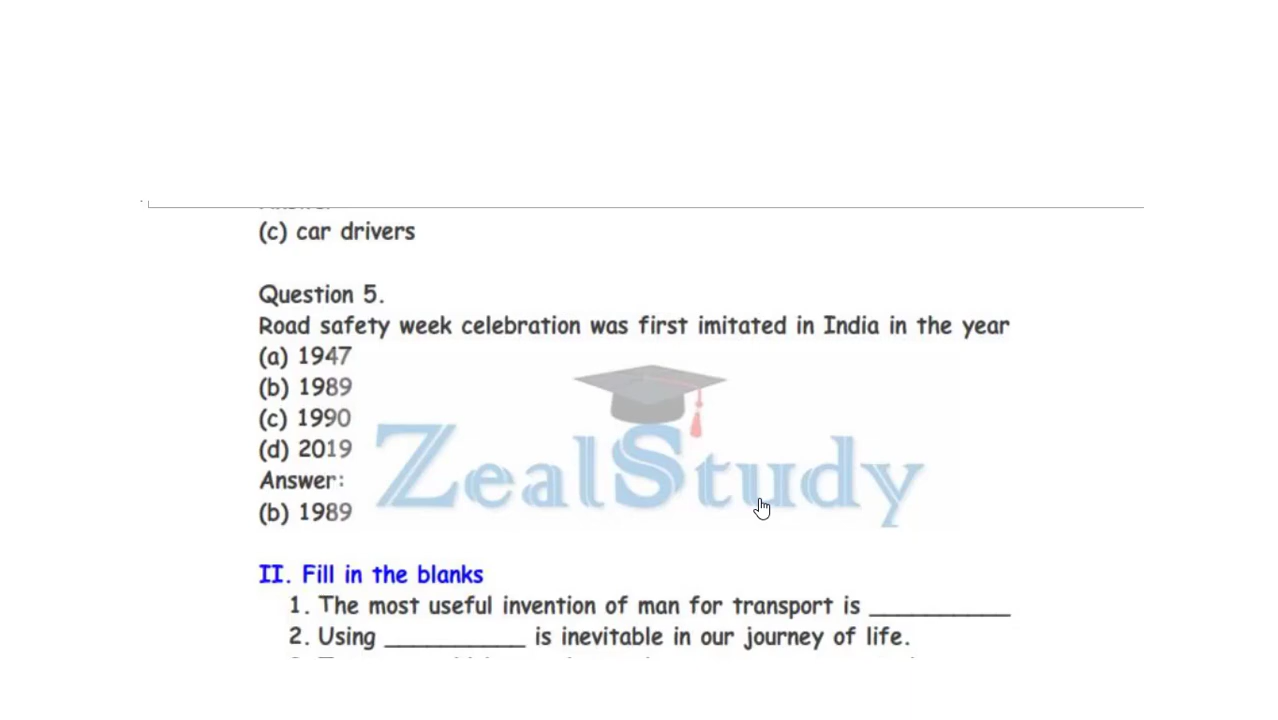 (c) car drivers
Question 5.
Road safety week celebration was first imitated in India in the year
(a) 1947
(b) 1989
(c) 1990
(d) 2019
Answer:
(b) 1989
ZealStudy
II. Fill in the blanks
1. The most useful invention of man for transport is __________
2. Using __________ is inevitable in our journey of life.